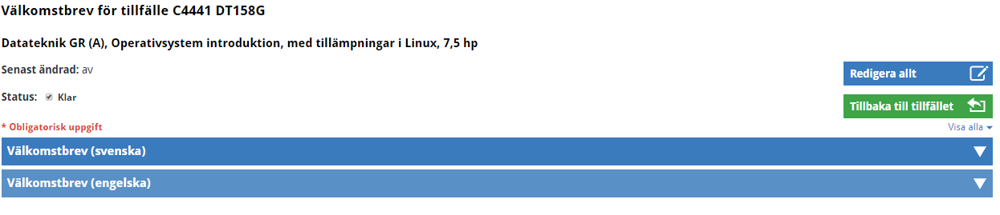 Välkomstbrev för tillfälle C4441 DT158G
Datateknik GR (A), Operativsystem introduktion, med tillämpningar i Linux, 7,5 hp
Senast ändrad: av
Redigera allt
Status: Klar
Tillbaka till tillfället
* Obligatorisk uppgift
Visa alla
Välkomstbrev (svenska)
Välkomstbrev (engelska)